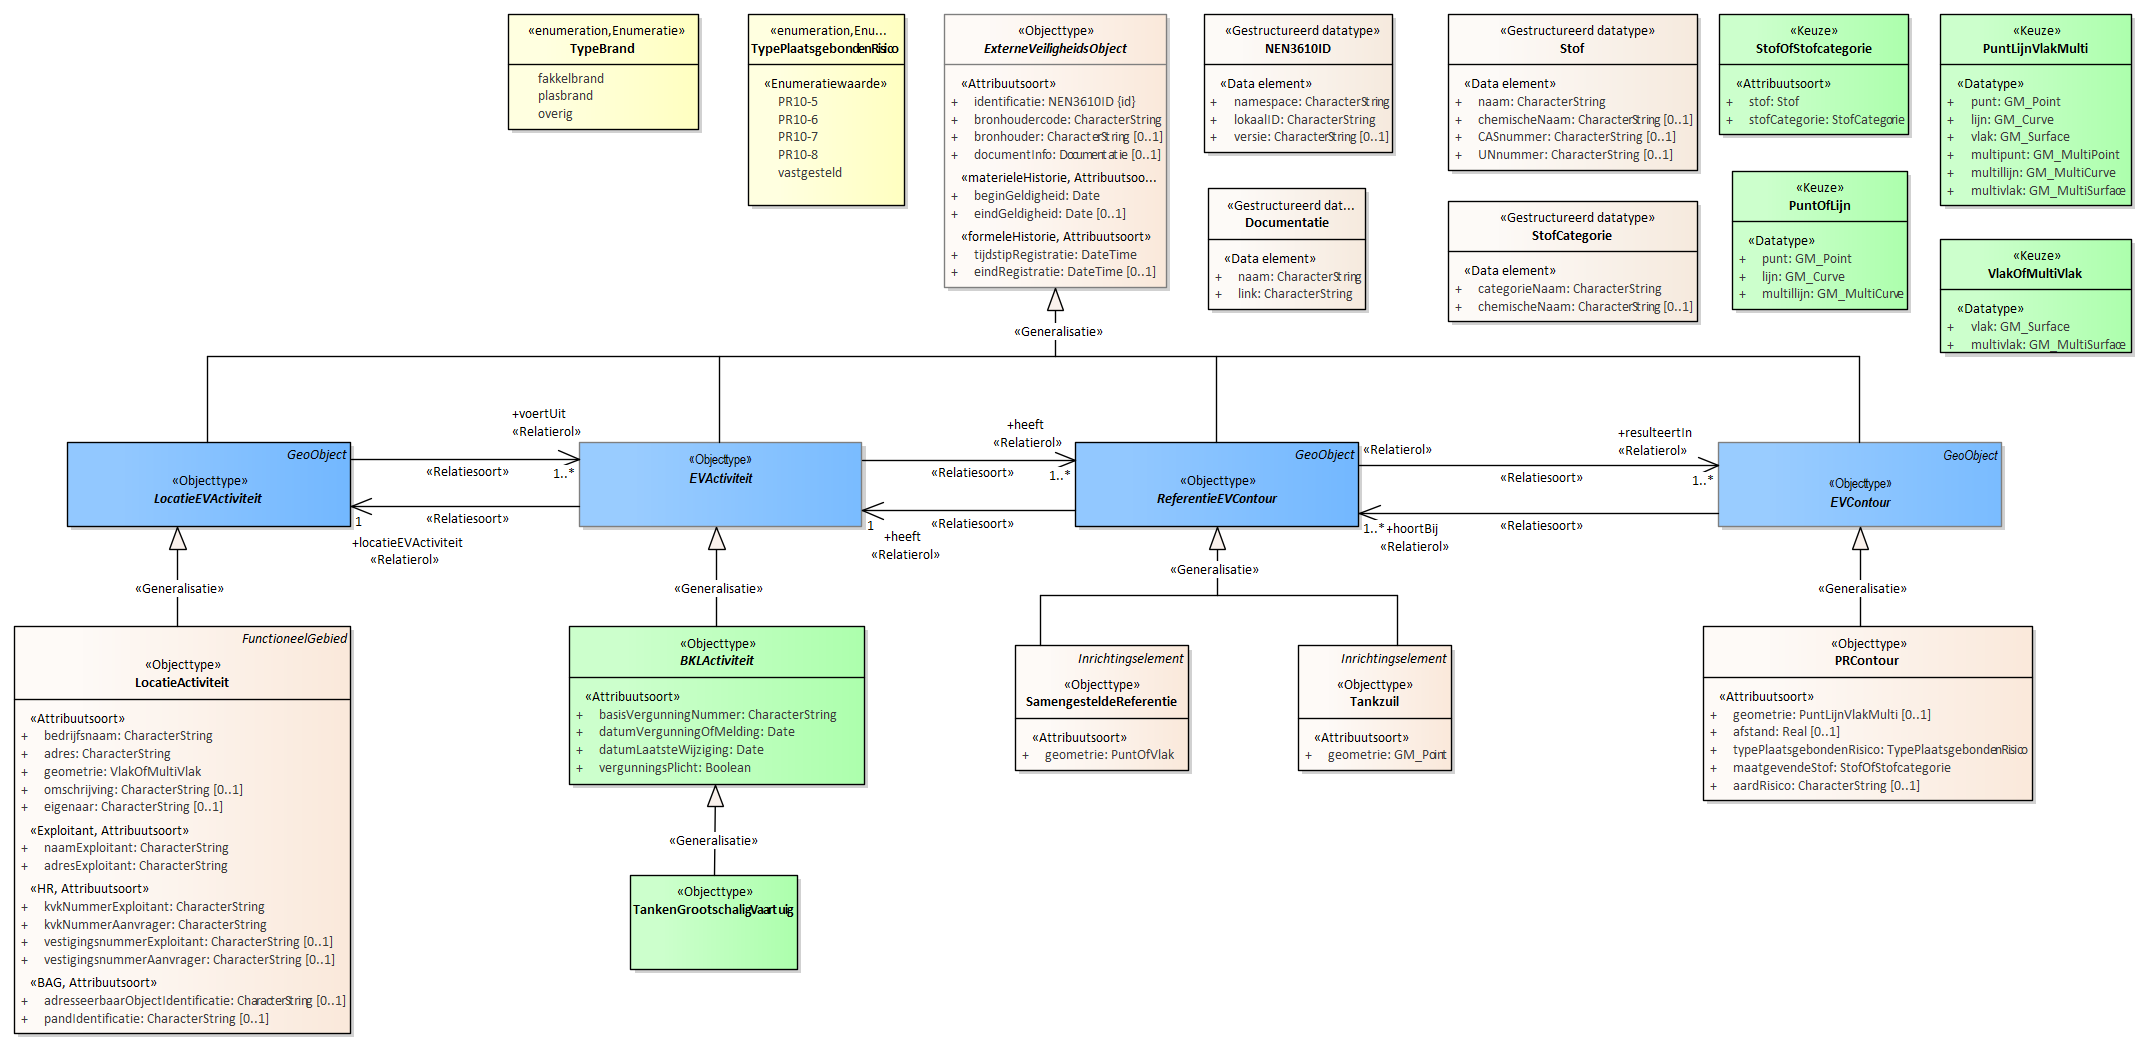 «enumeration,Enumeratie»
TypeBrand
fakkelbrand
plasbrand
overig
«enumeration,Enu...
TypePlaatsgebondenRisico
«Enumeratiewaarde»
PR10-5
PR10-6
PR10-7
PR10-8
vastgesteld
«Objecttype»
ExterneVeiligheidsObject
«Attribuutsoort»
+ identificatie: NEN3610ID {id}
+ bronhoudercode: CharacterString
+ bronhouder: CharacterString [0..1]
+ documentInfo: Documentatie [0..1]
«materieleHistorie, Attribuutsoo...
+ beginGeldigheid: Date
+ eindGeldigheid: Date [0..1]
«formeleHistorie, Attribuutsoort»
+ tijdstipRegistratie: DateTime
+ eindRegistratie: DateTime [0..1]
«Gestructureerd datatype»
NEN3610ID
«Data element»
+ namespace: CharacterString
+ lokaalID: CharacterString
+ versie: CharacterString [0..1]
«Gestructureerd dat...
Documentatie
«Data element»
+ naam: CharacterString
+ link: CharacterString
«Gestructureerd datatype»
Stof
«Data element»
+ naam: CharacterString
+ chemischeNaam: CharacterString [0..1]
+ CASnummer: CharacterString [0..1]
+ UNnummer: CharacterString [0..1]
«Gestructureerd datatype»
StofCategorie
«Data element»
+ categorieNaam: CharacterString
+ chemischeNaam: CharacterString [0..1]
«Keuze»
StofOfStofcategorie
«Attribuutsoort»
+ stof: Stof
+ stofCategorie: StofCategorie
«Keuze»
PuntOfLijn
«Datatype»
+ punt: GM_Point
+ lijn: GM_Curve
+ multilijn: GM_MultiCurve
«Keuze»
PuntLijnVlakMulti
«Datatype»
+ punt: GM_Point
+ lijn: GM_Curve
+ vlak: GM_Surface
+ multipunt: GM_MultiPoint
+ multilijn: GM_MultiCurve
+ multivlak: GM_MultiSurface
«Keuze»
VlakOfMultiVlak
«Datatype»
+ vlak: GM_Surface
+ multivlak: GM_MultiSurface
«Generalisatie»
GeoObject
«Objecttype»
LocatieEVActiviteit
+voertUit
«Relatierol»
«Relatiesoort»
1..*
«Relatiesoort»
1
+locatieEVActiviteit
«Relatierol»
«Objecttype»
EVActiviteit
+heeft
«Relatierol»
«Relatiesoort»
1..*
«Relatiesoort»
1
+heeft
«Relatierol»
GeoObject
«Objecttype»
ReferentieEVContour
«Relatierol»
+resulteertIn
«Relatierol»
«Relatiesoort»
1..*
«Relatiesoort»
1..*
+hoortBij
«Relatierol»
GeoObject
«Objecttype»
EVContour
«Generalisatie»
«Generalisatie»
«Generalisatie»
«Generalisatie»
FunctioneelGebied
«Objecttype»
LocatieActiviteit
«Attribuutsoort»
+ bedrijfsnaam: CharacterString
+ adres: CharacterString
+ geometrie: VlakOfMultiVlak
+ omschrijving: CharacterString [0..1]
+ eigenaar: CharacterString [0..1]
«Exploitant, Attribuutsoort»
+ naamExploitant: CharacterString
+ adresExploitant: CharacterString
«HR, Attribuutsoort»
+ kvkNummerExploitant: CharacterString
+ kvkNummerAanvrager: CharacterString
+ vestigingsnummerExploitant: CharacterString [0..1]
+ vestigingsnummerAanvrager: CharacterString [0..1]
«BAG, Attribuutsoort»
+ adresseerbaarObjectIdentificatie: CharacterString [0..1]
+ pandIdentificatie: CharacterString [0..1]
«Objecttype»
BKLActiviteit
«Attribuutsoort»
+ basisVergunningNummer: CharacterString
+ datumVergunningOfMelding: Date
+ datumLaatsteWijziging: Date
+ vergunningsPlicht: Boolean
«Generalisatie»
«Objecttype»
TankenGrootschaligVaartuig
Inrichtingselement
«Objecttype»
SamengesteldeReferentie
«Attribuutsoort»
+ geometrie: PuntOfVlak
Inrichtingselement
«Objecttype»
Tankzuil
«Attribuutsoort»
+ geometrie: GM_Point
«Objecttype»
PRContour
«Attribuutsoort»
+ geometrie: PuntLijnVlakMulti [0..1]
+ afstand: Real [0..1]
+ typePlaatsgebondenRisico: TypePlaatsgebondenRisico
+ maatgevendeStof: StofOfStofcategorie
+ aardRisico: CharacterString [0..1]